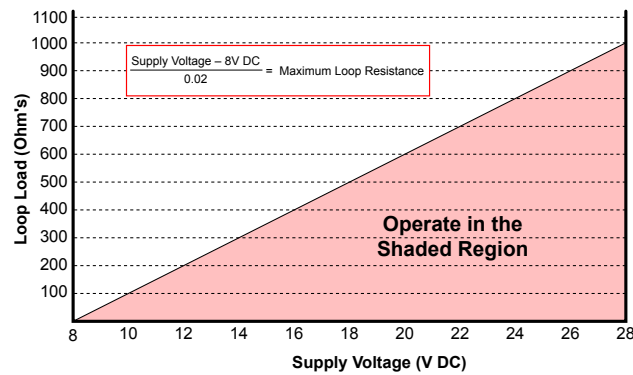 1100
1000
900
800
700
600
500
400
300
200
100
Loop Load (Ohm's)
Supply Voltage – 8V DC
0.02
= Maximum Loop Resistance
Operate in the
Shaded Region
8 10 12 14 16 18 20 22 24 26 28
Supply Voltage (V DC)